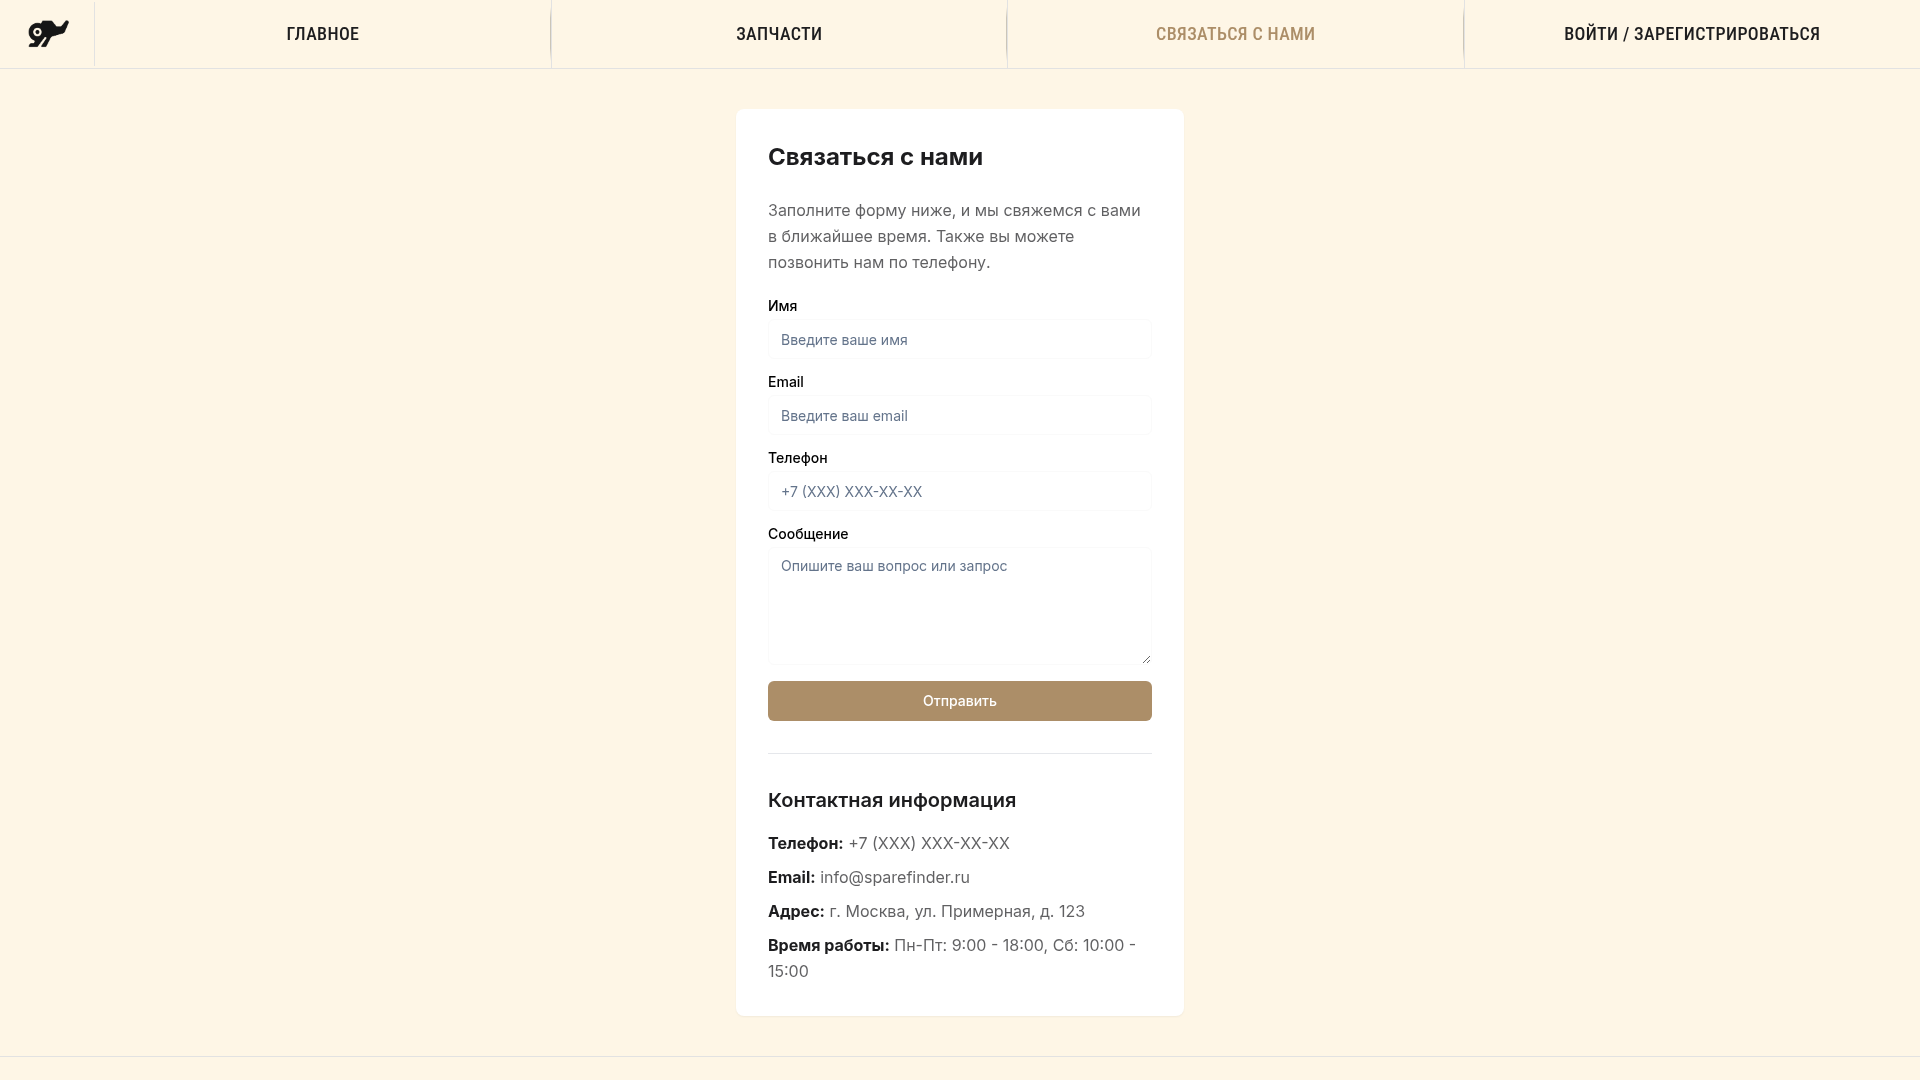 ГЛАВНОЕ
ЗАПЧАСТИ
СВЯЗАТЬСЯ С НАМИ
ВОЙТИ / ЗАРЕГИСТРИРОВАТЬСЯ
Связаться с нами
Заполните форму ниже, и мы свяжемся с вами
в ближайшее время. Также вы можете
позвонить нам по телефону.
Имя
Введите ваше имя
Email
Введите ваш email
Телефон
+7 (XXX) XXX-XX-XX
Сообщение
Опишите ваш вопрос или запрос
Отправить
Контактная информация
Телефон: +7 (XXX) XXX-XX-XX
Email: info@sparefinder.ru
Адрес: г. Москва, ул. Примерная, д. 123
Время работы: Пн-Пт: 9:00 - 18:00, Сб: 10:00 -
15:00